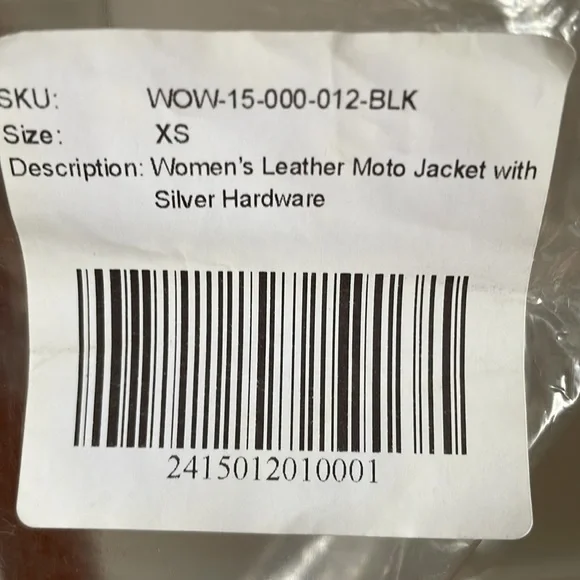 SKU: WOW-15-000-012-BLK
Size: XS
Description: Women's Leather Moto Jacket with
Silver Hardware
2415012010001